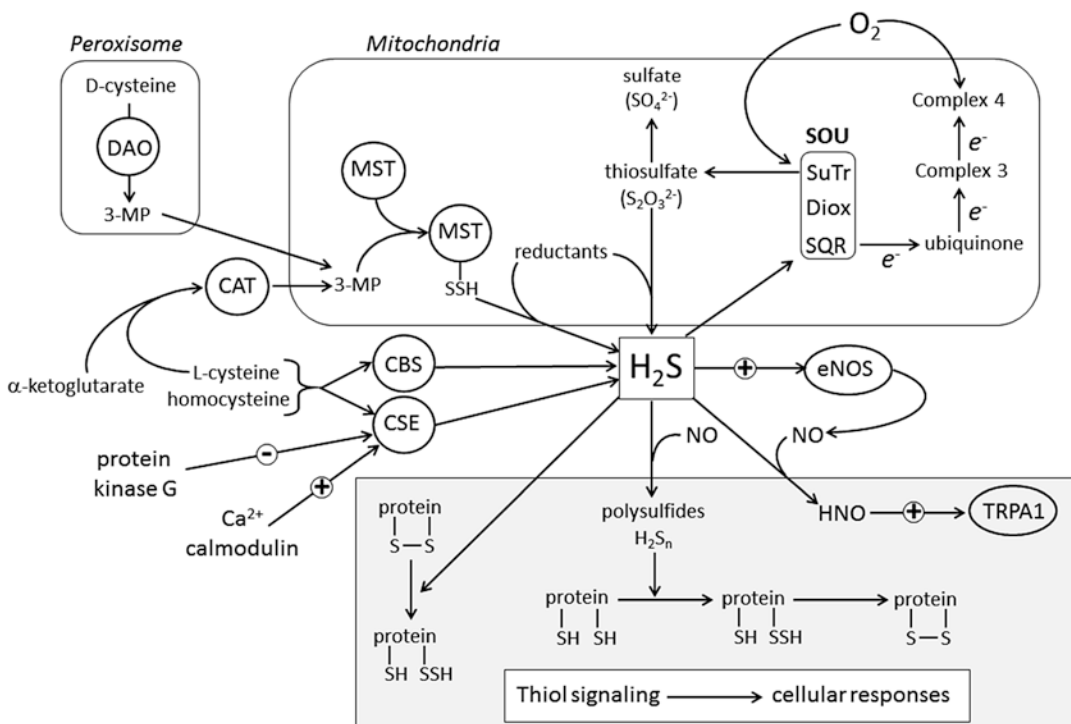 Peroxisome
D-cysteine
DAO
3-MP
Mitochondria
MST
MST
SSH
3-MP
CAT
reductants
sulfate
(SO₄²⁻)
thiosulfate
(S₂O₃²⁻)
O₂
SOU
SuTr
Diox
SQR
e⁻
ubiquinone
e⁻
Complex 3
e⁻
Complex 4
α-ketoglutarate
L-cysteine
homocysteine
CBS
CSE
H₂S
+
eNOS
NO
NO
protein
kinase G
-
Ca²⁺
calmodulin
+
protein
S–S
protein
SH SSH
polysulfides
H₂Sₙ
HNO
+
TRPA1
protein
SH SH
protein
SH SSH
protein
S–S
Thiol signaling → cellular responses